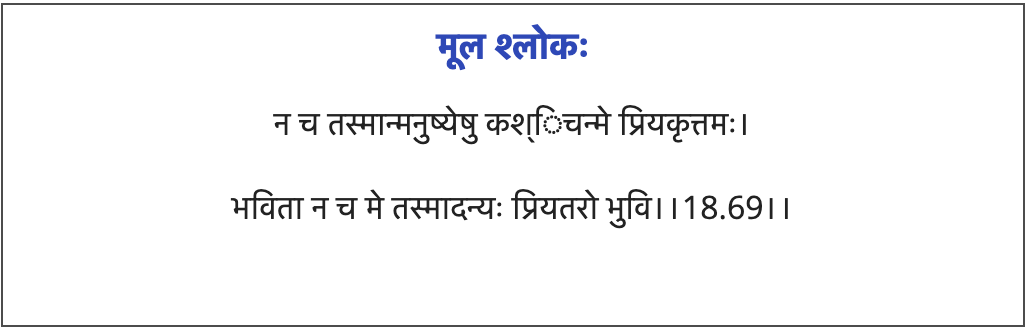 मूल श्लोकः
न च तस्मान्मनुष्येषु कश्िचन्मे प्रियकृत्तमः।
भविता न च मे तस्मादन्यः प्रियतरो भुवि।।18.69।।